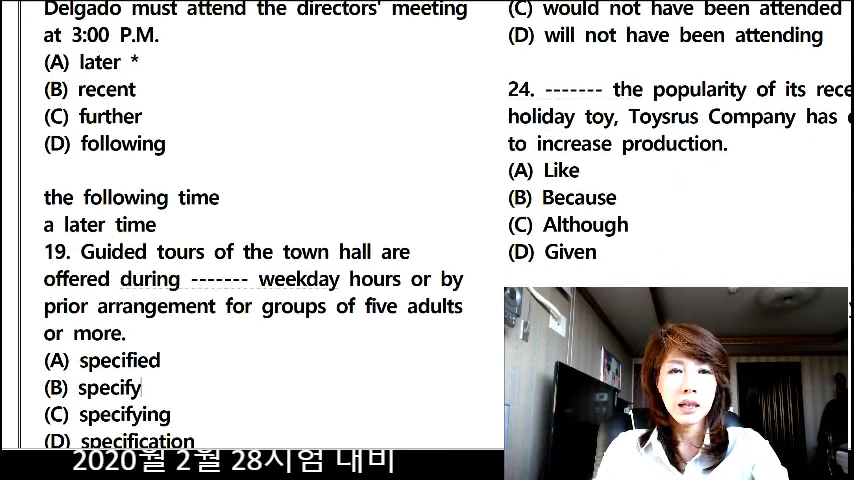 Delgado must attend the directors' meeting
at 3:00 P.M.
(A) later *
(B) recent
(C) further
(D) following
the following time
a later time
19. Guided tours of the town hall are
offered during ------- weekday hours or by
prior arrangement for groups of five adults
or more.
(A) specified
(B) specify
(C) specifying
(D) specification
(C) would not have been attended
(D) will not have been attending
24. ------- the popularity of its
holiday toy, Toysrus Company has
to increase production.
(A) Like
(B) Because
(C) Although
(D) Given
2020월 2월 28시험 대비